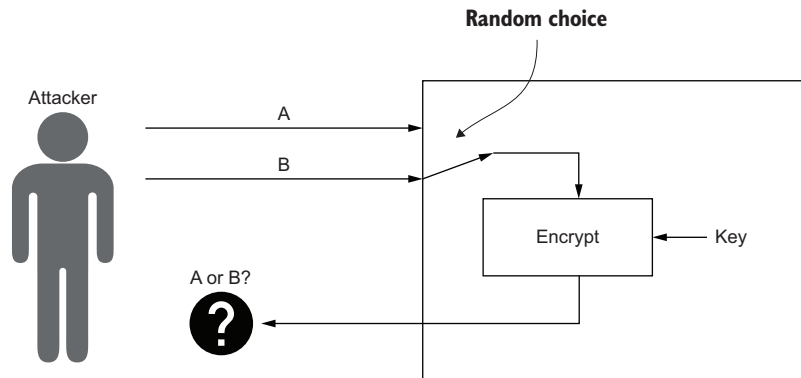 Random choice
Attacker
A
B
Encrypt
Key
A or B?
?